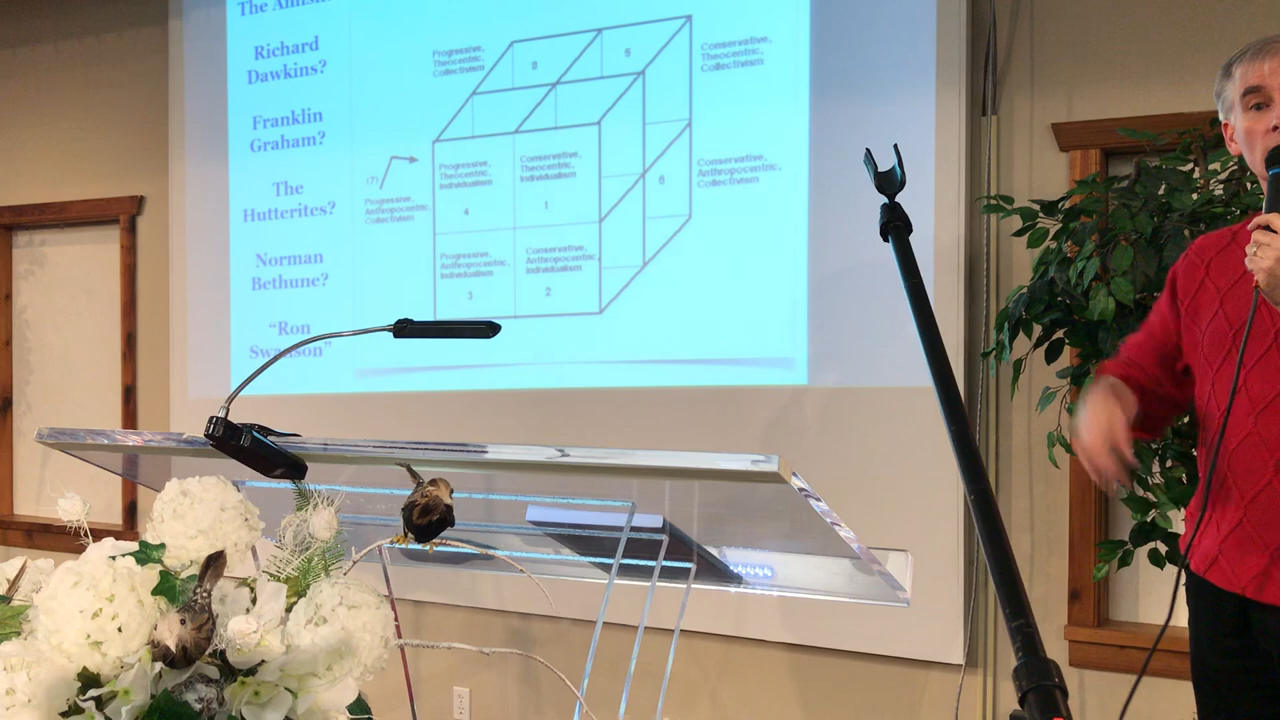 The Amish
Richard
Dawkins?
Franklin
Graham?
The
Hutterites?
Norman
Bethune?
“Ron
Swanson”
Progressive,
Theocentric,
Collectivism
8
5
Conservative,
Theocentric,
Collectivism
(7)
Progressive,
Anthropocentric,
Collectivism
Progressive,
Theocentric,
Individualism
4
Conservative,
Theocentric,
Individualism
1
6
Conservative,
Anthropocentric,
Collectivism
Progressive,
Anthropocentric,
Individualism
3
Conservative,
Anthropocentric,
Individualism
2